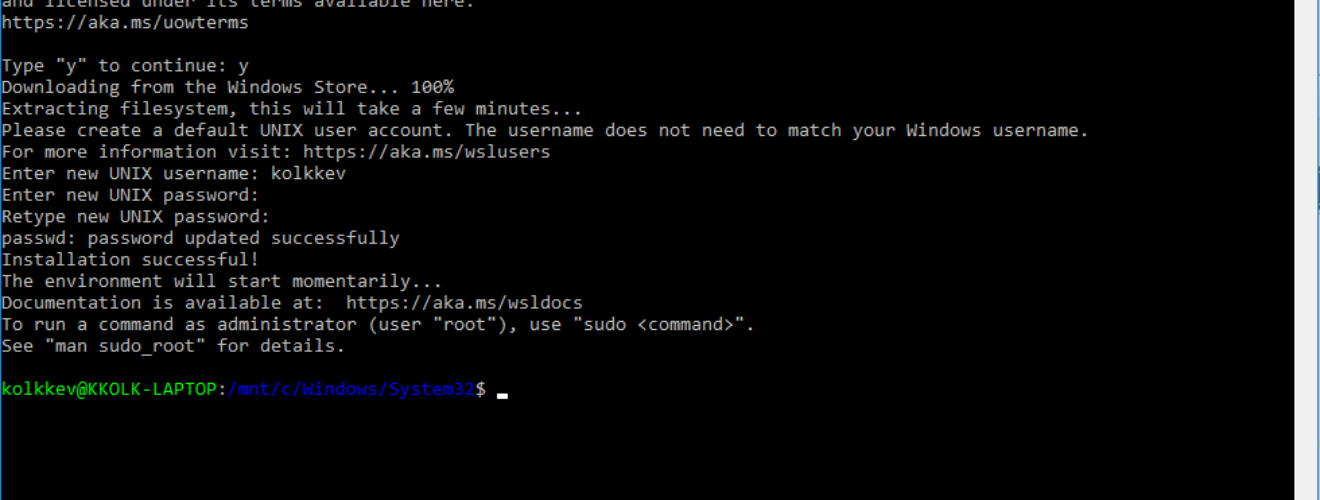 and licensed under its terms available here:
https://aka.ms/uowterms
Type "y" to continue: y
Downloading from the Windows Store... 100%
Extracting filesystem, this will take a few minutes...
Please create a default UNIX user account. The username does not need to match your Windows username.
For more information visit: https://aka.ms/wslusers
Enter new UNIX username: kolkkev
Enter new UNIX password:
Retype new UNIX password:
passwd: password updated successfully
Installation successful!
The environment will start momentarily...
Documentation is available at:  https://aka.ms/wsldocs
To run a command as administrator (user "root"), use "sudo <command>".
See "man sudo_root" for details.
kolkkev@KKOLK-LAPTOP:/mnt/c/Windows/System32$